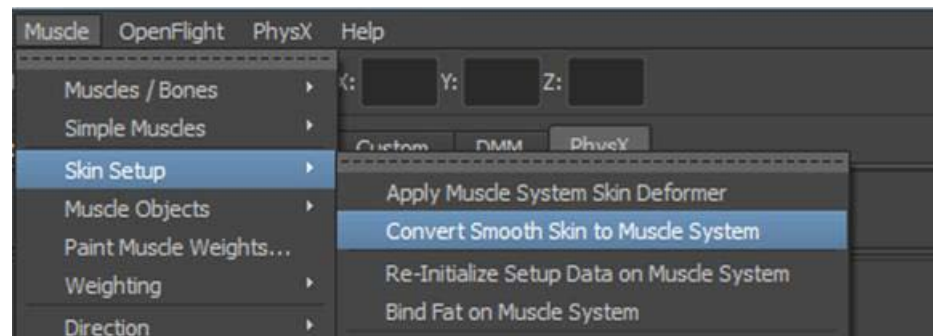 Muscle OpenFlight PhysX Help
X: Y: Z:
Muscles / Bones
Simple Muscles
Custom DMM PhysX
Skin Setup
Apply Muscle System Skin Deformer
Muscle Objects
Convert Smooth Skin to Muscle System
Paint Muscle Weights...
Re-Initialize Setup Data on Muscle System
Weighting
Bind Fat on Muscle System
Direction